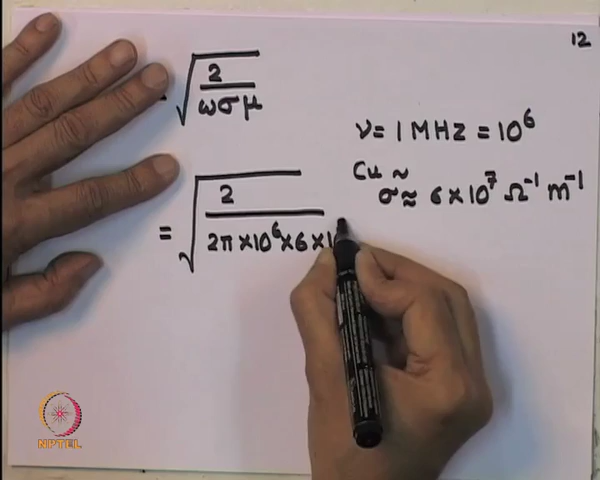 12
= √(2/ωσμ)
ν = 1 MHZ = 10⁶
Cu ~
σ ≈ 6 × 10⁷ Ω⁻¹ m⁻¹
= √(2/2π × 10⁶ × 6 × 1
NPTEL